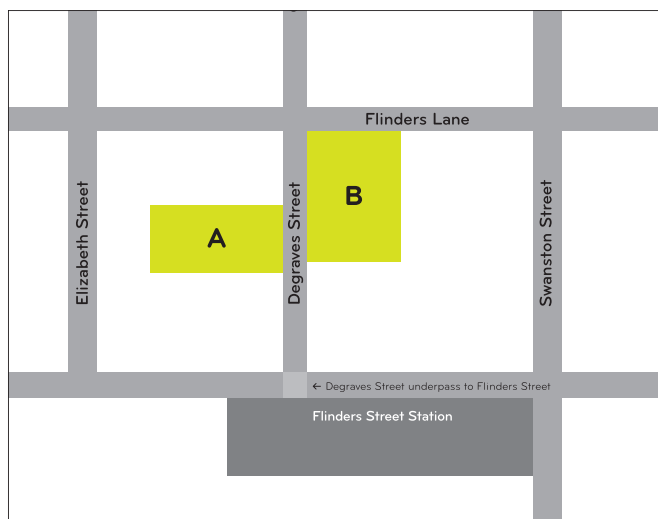 Flinders Lane
Elizabeth Street
A
Degraves Street
B
Swanston Street
← Degraves Street underpass to Flinders Street
Flinders Street Station